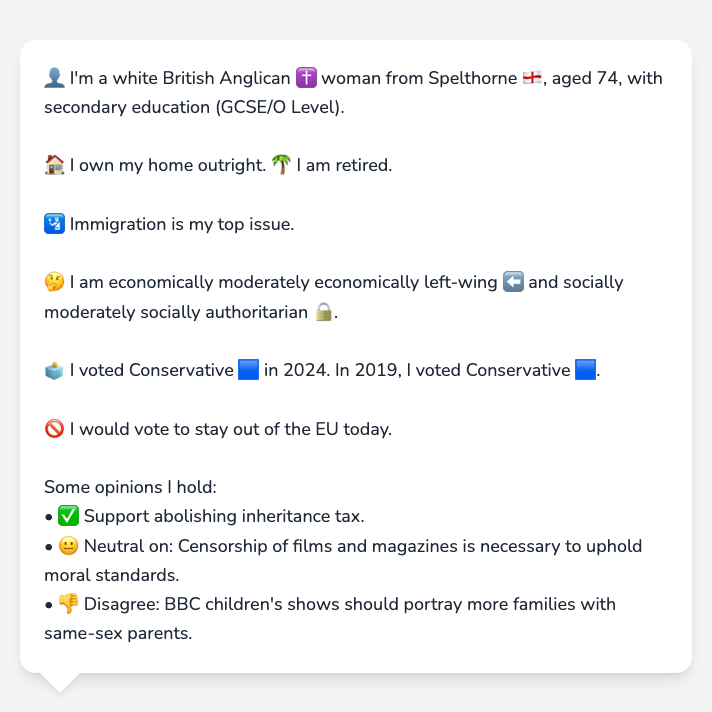 👤 I'm a white British Anglican ✝️ woman from Spelthorne 🏴󠁧󠁢󠁥󠁮󠁧󠁿, aged 74, with
secondary education (GCSE/O Level).
🏠 I own my home outright. 🌴 I am retired.
🛂 Immigration is my top issue.
🤔 I am economically moderately economically left-wing ⬅️ and socially
moderately socially authoritarian 🔒.
🗳️ I voted Conservative 🟦 in 2024. In 2019, I voted Conservative 🟦.
🚫 I would vote to stay out of the EU today.
Some opinions I hold:
• ✅ Support abolishing inheritance tax.
• 😐 Neutral on: Censorship of films and magazines is necessary to uphold
moral standards.
• 👎 Disagree: BBC children's shows should portray more families with
same-sex parents.